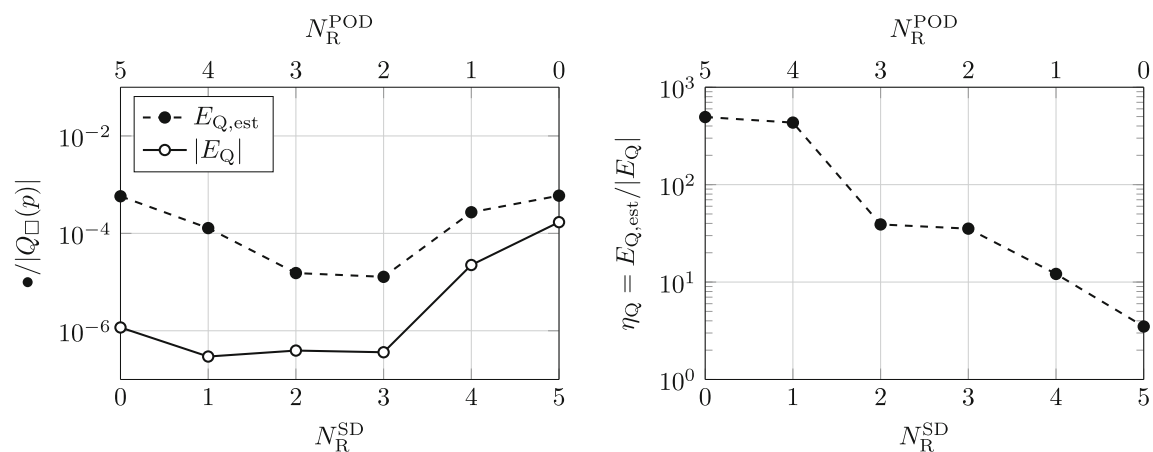 N_R^POD
5 4 3 2 1 0
E_Q,est
|E_Q|
10^−2
10^−4
10^−6
●/|Q_□(p)|
0 1 2 3 4 5
N_R^SD
N_R^POD
5 4 3 2 1 0
10^3
10^2
10^1
10^0
η_Q = E_Q,est/|E_Q|
0 1 2 3 4 5
N_R^SD